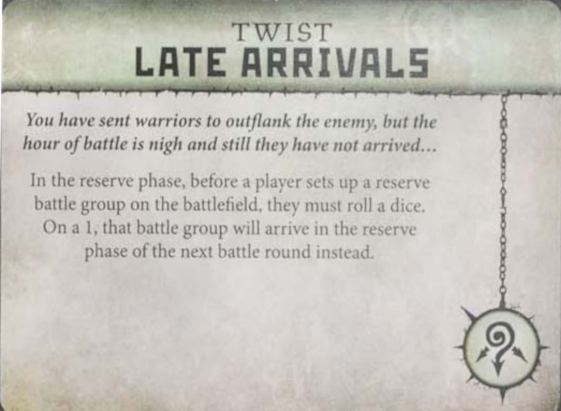 TWIST
LATE ARRIVALS
You have sent warriors to outflank the enemy, but the
hour of battle is nigh and still they have not arrived...
In the reserve phase, before a player sets up a reserve
battle group on the battlefield, they must roll a dice.
On a 1, that battle group will arrive in the reserve
phase of the next battle round instead.